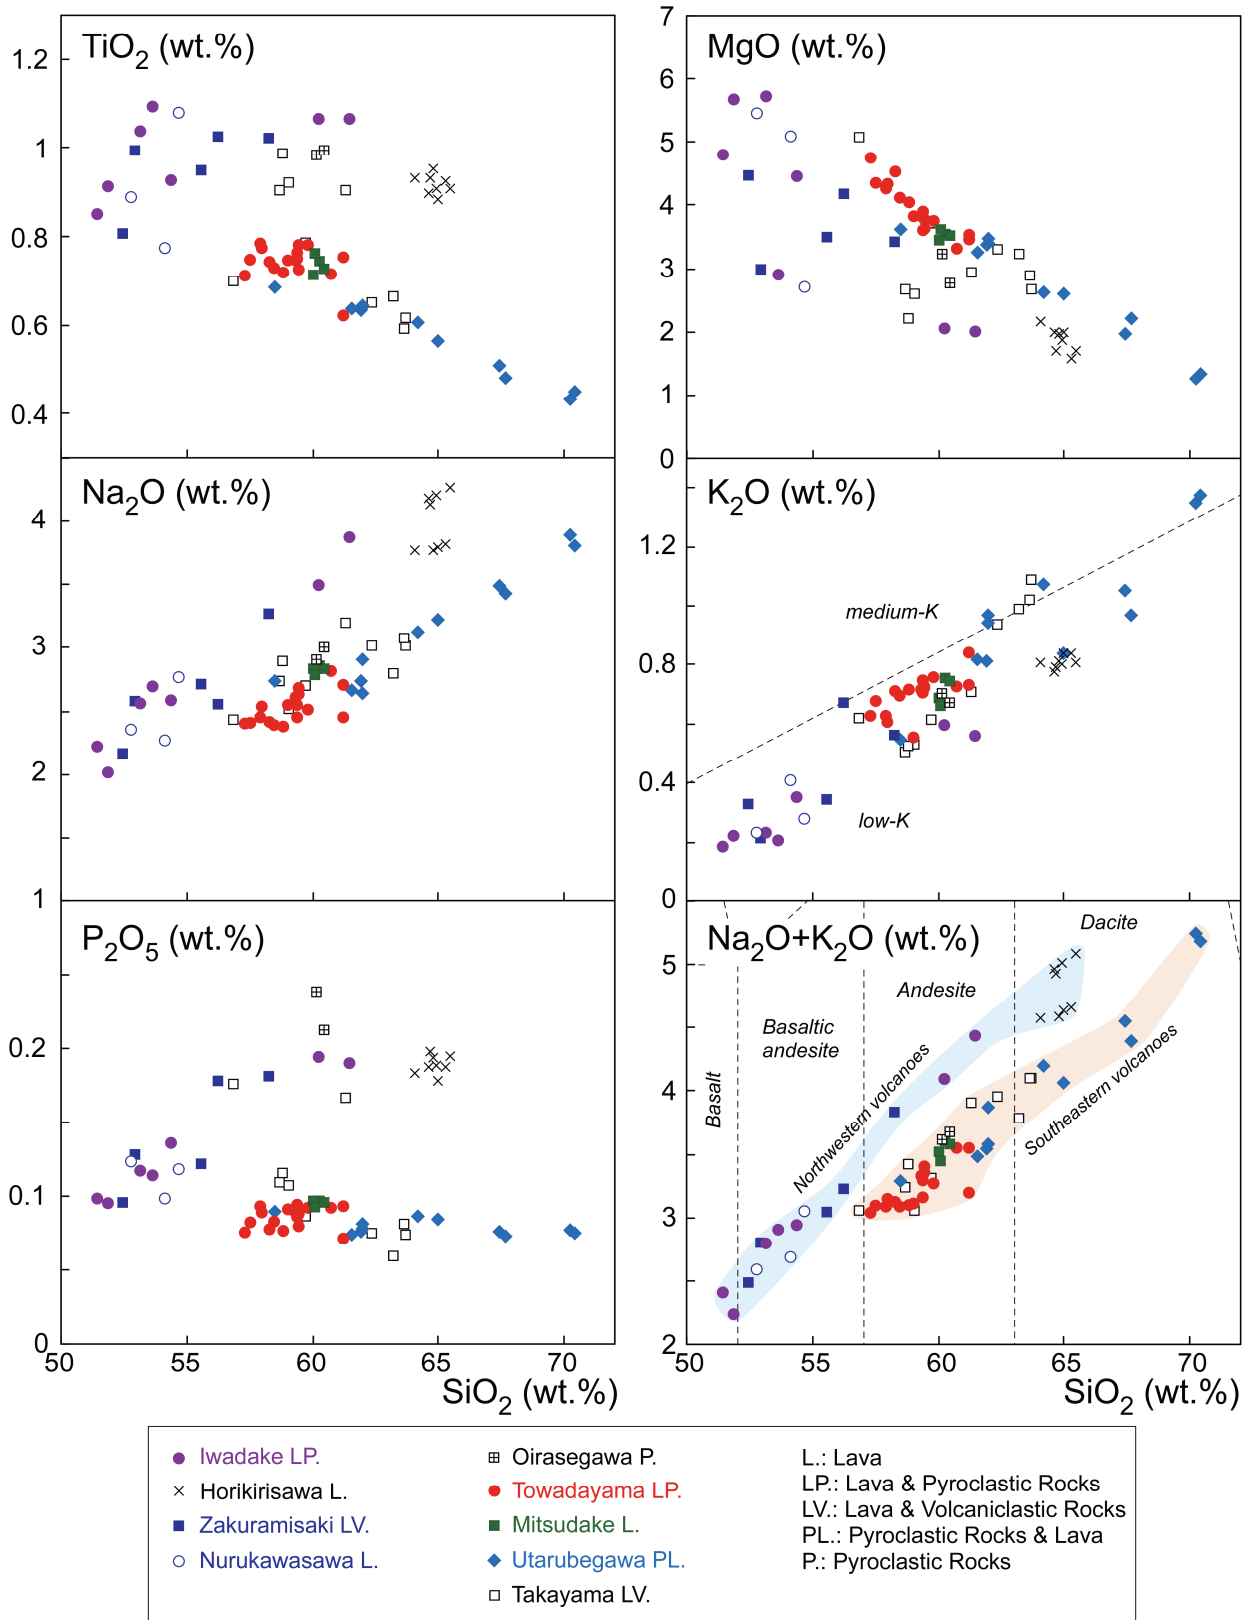 TiO2 (wt.%)
1.2
1
0.8
0.6
0.4
MgO (wt.%)
7
6
5
4
3
2
1
0
Na2O (wt.%)
4
3
2
1
K2O (wt.%)
1.2
0.8
0.4
0
medium-K
low-K
P2O5 (wt.%)
0.2
0.1
0
50 55 60 65 70
SiO2 (wt.%)
Na2O+K2O (wt.%)
5
4
3
2
Dacite
Andesite
Basaltic
andesite
Basalt
Northwestern volcanoes
Southeastern volcanoes
50 55 60 65 70
SiO2 (wt.%)
Iwadake LP.
Horikirisawa L.
Zakuramisaki LV.
Nurukawasawa L.
Oirasegawa P.
Towadayama LP.
Mitsudake L.
Utarubegawa PL.
Takayama LV.
L.: Lava
LP.: Lava & Pyroclastic Rocks
LV.: Lava & Volcaniclastic Rocks
PL.: Pyroclastic Rocks & Lava
P.: Pyroclastic Rocks